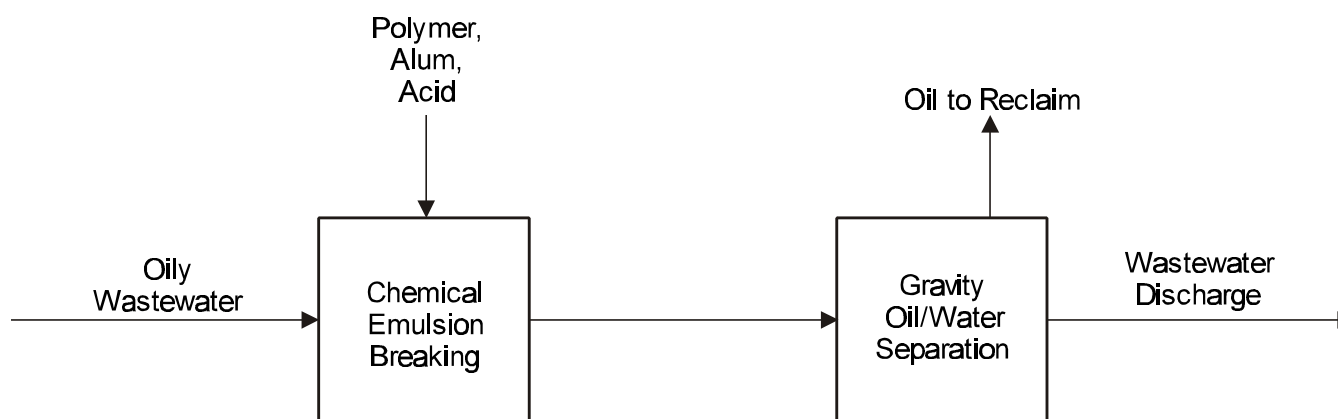 Polymer,
Alum,
Acid
Oil to Reclaim
Oily
Wastewater
Chemical
Emulsion
Breaking
Gravity
Oil/Water
Separation
Wastewater
Discharge